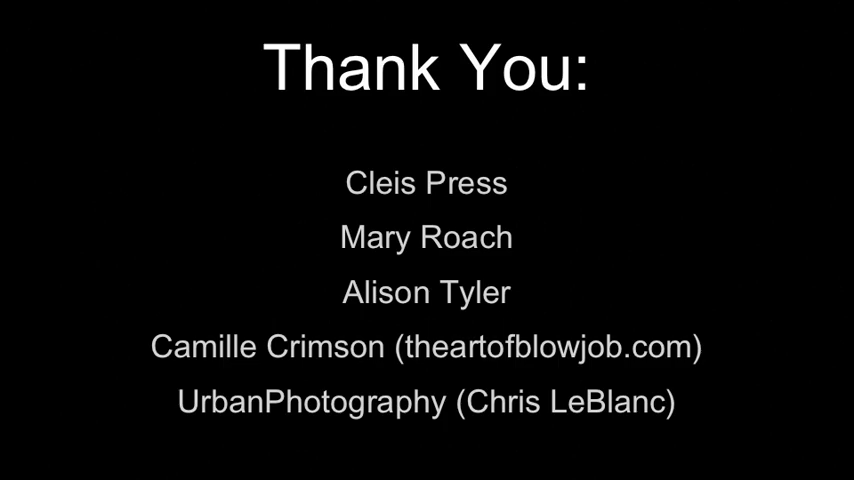 Thank You:
Cleis Press
Mary Roach
Alison Tyler
Camille Crimson (theartofblowjob.com)
UrbanPhotography (Chris LeBlanc)